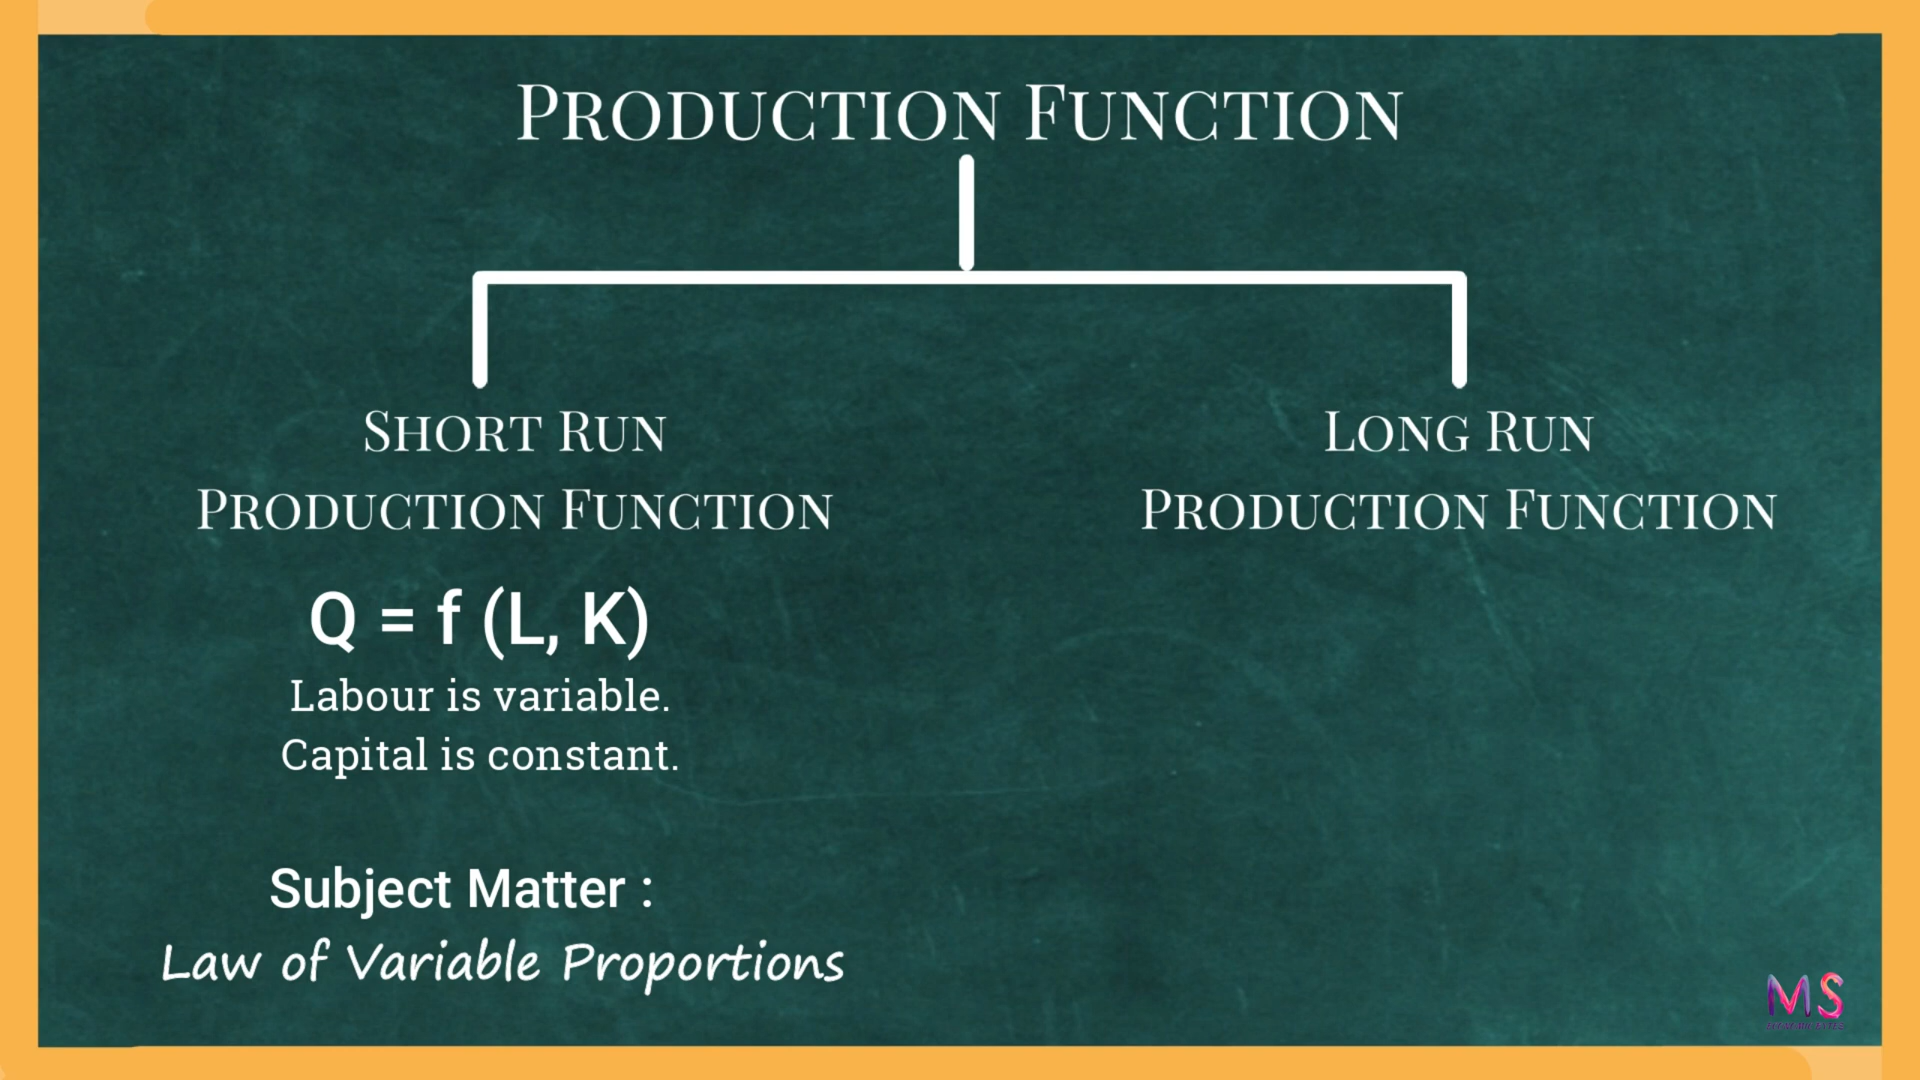 PRODUCTION FUNCTION
SHORT RUN
PRODUCTION FUNCTION
LONG RUN
PRODUCTION FUNCTION
Q = f (L, K)
Labour is variable.
Capital is constant.
Subject Matter :
Law of Variable Proportions
MS